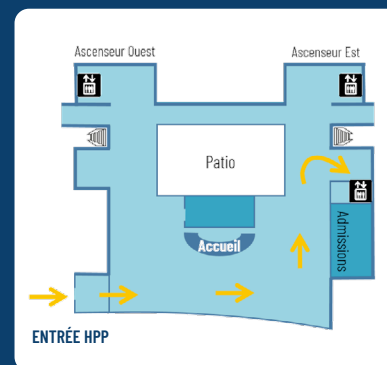 Ascenseur Ouest
Ascenseur Est
Patio
Accueil
Admissions
ENTRÉE HPP